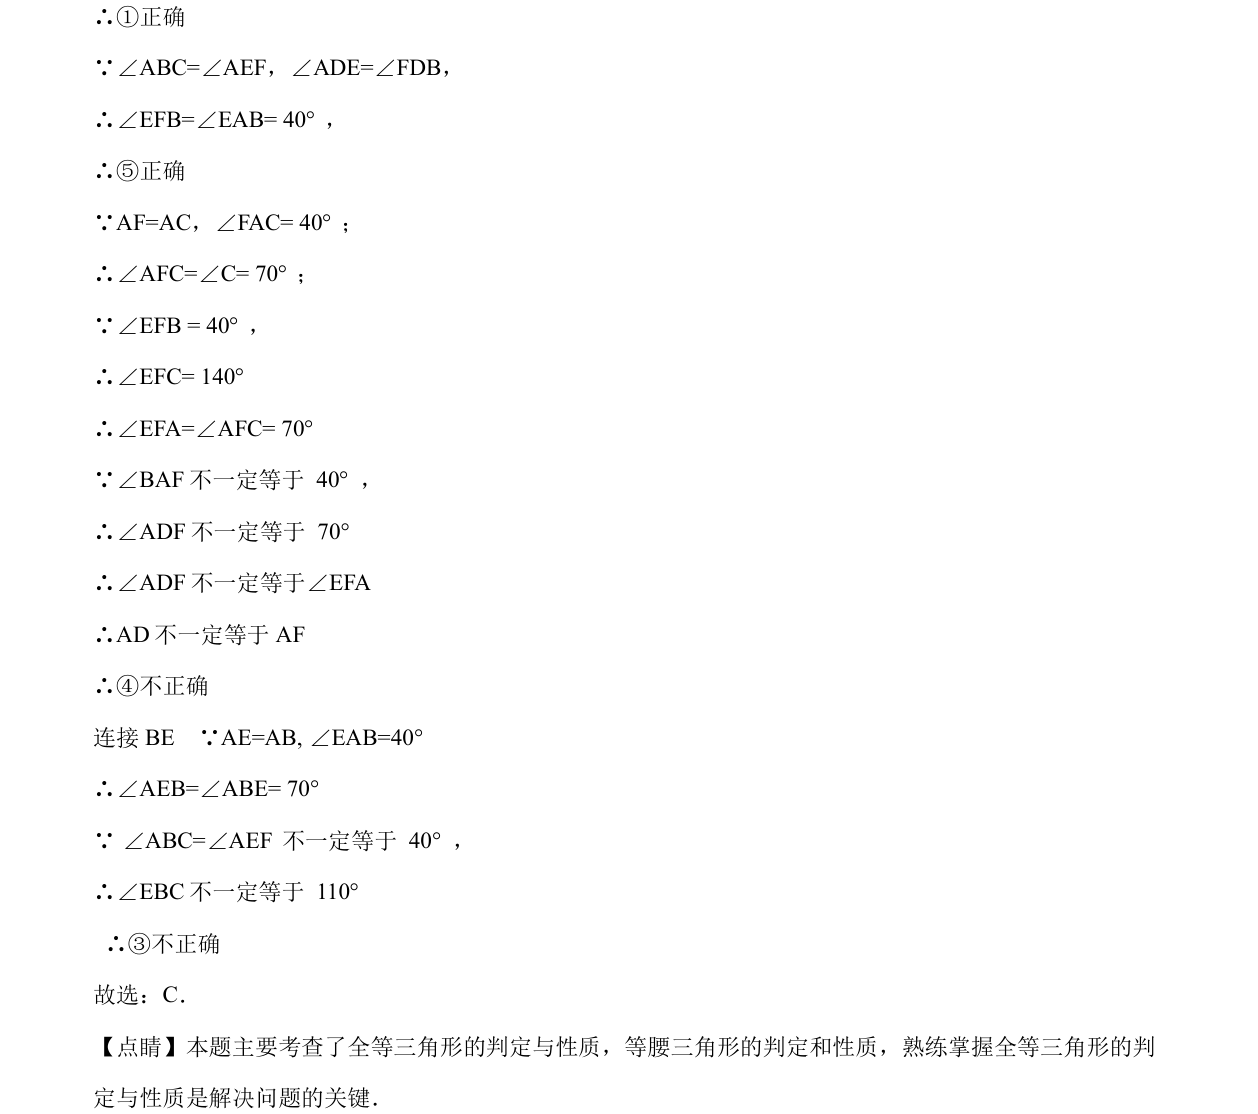 ∴①正确
∵∠ABC=∠AEF，∠ADE=∠FDB，
∴∠EFB=∠EAB= 40° ，
∴⑤正确
∵AF=AC，∠FAC= 40° ；
∴∠AFC=∠C= 70° ；
∵∠EFB = 40° ，
∴∠EFC= 140°
∴∠EFA=∠AFC= 70°
∵∠BAF 不一定等于 40° ，
∴∠ADF 不一定等于 70°
∴∠ADF 不一定等于∠EFA
∴AD 不一定等于 AF
∴④不正确
连接 BE ∵AE=AB, ∠EAB=40°
∴∠AEB=∠ABE= 70°
∵ ∠ABC=∠AEF 不一定等于 40° ，
∴∠EBC 不一定等于 110°
∴③不正确
故选：C．
【点睛】本题主要考查了全等三角形的判定与性质，等腰三角形的判定和性质，熟练掌握全等三角形的判
定与性质是解决问题的关键．